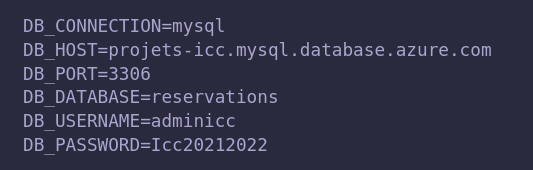 DB_CONNECTION=mysql
DB_HOST=projets-icc.mysql.database.azure.com
DB_PORT=3306
DB_DATABASE=reservations
DB_USERNAME=adminicc
DB_PASSWORD=Icc20212022